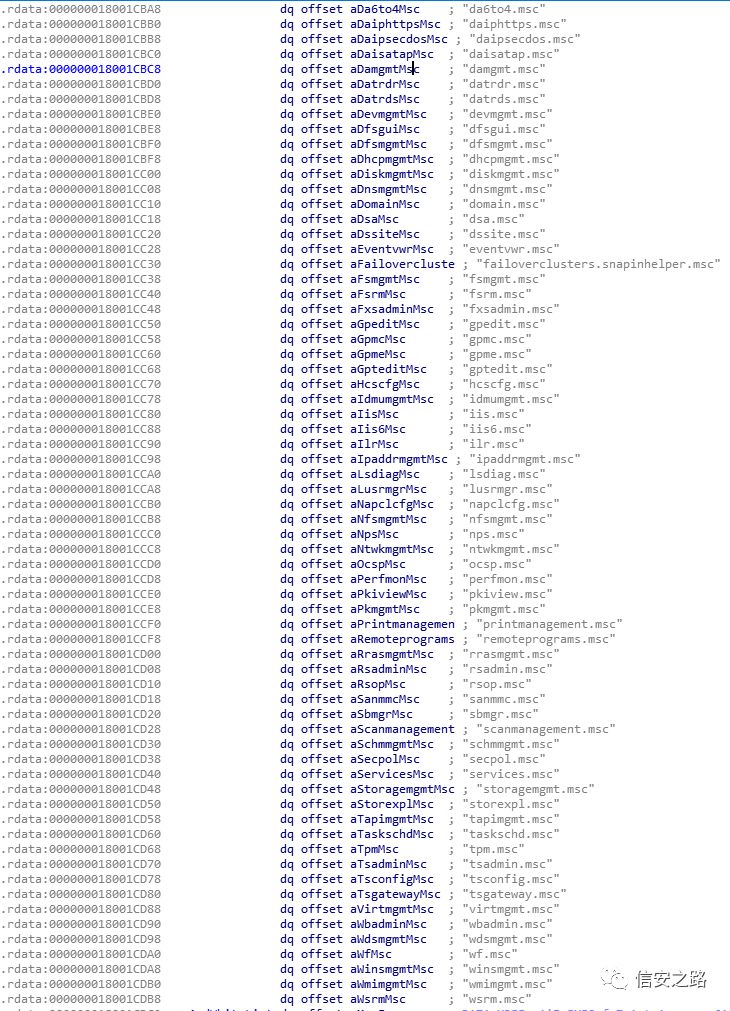 .rdata:000000018001CBA8 dq offset aDa6to4Msc ; "da6to4.msc"
.rdata:000000018001CBB0 dq offset aDaiphttpsMsc ; "daiphttps.msc"
.rdata:000000018001CBB8 dq offset aDaipsecdosMsc ; "daipsecdos.msc"
.rdata:000000018001CBC0 dq offset aDaisatapMsc ; "daisatap.msc"
.rdata:000000018001CBC8 dq offset aDamgmtMsc ; "damgmt.msc"
.rdata:000000018001CBD0 dq offset aDatrdrMsc ; "datrdr.msc"
.rdata:000000018001CBD8 dq offset aDatrdsMsc ; "datrds.msc"
.rdata:000000018001CBE0 dq offset aDevmgmtMsc ; "devmgmt.msc"
.rdata:000000018001CBE8 dq offset aDfsguiMsc ; "dfsgui.msc"
.rdata:000000018001CBF0 dq offset aDfsmgmtMsc ; "dfsmgmt.msc"
.rdata:000000018001CBF8 dq offset aDhcpmgmtMsc ; "dhcpmgmt.msc"
.rdata:000000018001CC00 dq offset aDiskmgmtMsc ; "diskmgmt.msc"
.rdata:000000018001CC08 dq offset aDnsmgmtMsc ; "dnsmgmt.msc"
.rdata:000000018001CC10 dq offset aDomainMsc ; "domain.msc"
.rdata:000000018001CC18 dq offset aDsaMsc ; "dsa.msc"
.rdata:000000018001CC20 dq offset aDssiteMsc ; "dssite.msc"
.rdata:000000018001CC28 dq offset aEventvwrMsc ; "eventvwr.msc"
.rdata:000000018001CC30 dq offset aFailovercluste ; "failoverclusters.snapinhelper.msc"
.rdata:000000018001CC38 dq offset aFsmgmtMsc ; "fsmgmt.msc"
.rdata:000000018001CC40 dq offset aFsrmMsc ; "fsrm.msc"
.rdata:000000018001CC48 dq offset aFxsadminMsc ; "fxsadmin.msc"
.rdata:000000018001CC50 dq offset aGpeditMsc ; "gpedit.msc"
.rdata:000000018001CC58 dq offset aGpmcMsc ; "gpmc.msc"
.rdata:000000018001CC60 dq offset aGpmeMsc ; "gpme.msc"
.rdata:000000018001CC68 dq offset aGpteditMsc ; "gptedit.msc"
.rdata:000000018001CC70 dq offset aHcscfgMsc ; "hcscfg.msc"
.rdata:000000018001CC78 dq offset aIdmumgmtMsc ; "idmumgmt.msc"
.rdata:000000018001CC80 dq offset aIisMsc ; "iis.msc"
.rdata:000000018001CC88 dq offset aIis6Msc ; "iis6.msc"
.rdata:000000018001CC90 dq offset aIlrMsc ; "ilr.msc"
.rdata:000000018001CC98 dq offset aIpaddrmgmtMsc ; "ipaddrmgmt.msc"
.rdata:000000018001CCA0 dq offset aLsdiagMsc ; "lsdiag.msc"
.rdata:000000018001CCA8 dq offset aLusrmgrMsc ; "lusrmgr.msc"
.rdata:000000018001CCB0 dq offset aNapclcfgMsc ; "napclcfg.msc"
.rdata:000000018001CCB8 dq offset aNfsmgmtMsc ; "nfsmgmt.msc"
.rdata:000000018001CCC0 dq offset aNpsMsc ; "nps.msc"
.rdata:000000018001CCC8 dq offset aNtwkmgmtMsc ; "ntwkmgmt.msc"
.rdata:000000018001CCD0 dq offset aOcspMsc ; "ocsp.msc"
.rdata:000000018001CCD8 dq offset aPerfmonMsc ; "perfmon.msc"
.rdata:000000018001CCE0 dq offset aPkiviewMsc ; "pkiview.msc"
.rdata:000000018001CCE8 dq offset aPkmgmtMsc ; "pkmgmt.msc"
.rdata:000000018001CCF0 dq offset aPrintmanagemen ; "printmanagement.msc"
.rdata:000000018001CCF8 dq offset aRemoteprograms ; "remoteprograms.msc"
.rdata:000000018001CD00 dq offset aRrasmgmtMsc ; "rrasmgmt.msc"
.rdata:000000018001CD08 dq offset aRsadminMsc ; "rsadmin.msc"
.rdata:000000018001CD10 dq offset aRsopMsc ; "rsop.msc"
.rdata:000000018001CD18 dq offset aSanmmcMsc ; "sanmmc.msc"
.rdata:000000018001CD20 dq offset aSbmgrMsc ; "sbmgr.msc"
.rdata:000000018001CD28 dq offset aScanmanagement ; "scanmanagement.msc"
.rdata:000000018001CD30 dq offset aSchmmgmtMsc ; "schmmgmt.msc"
.rdata:000000018001CD38 dq offset aSecpolMsc ; "secpol.msc"
.rdata:000000018001CD40 dq offset aServicesMsc ; "services.msc"
.rdata:000000018001CD48 dq offset aStoragemgmtMsc ; "storagemgmt.msc"
.rdata:000000018001CD50 dq offset aStorexplMsc ; "storexpl.msc"
.rdata:000000018001CD58 dq offset aTapimgmtMsc ; "tapimgmt.msc"
.rdata:000000018001CD60 dq offset aTaskschdMsc ; "taskschd.msc"
.rdata:000000018001CD68 dq offset aTpmMsc ; "tpm.msc"
.rdata:000000018001CD70 dq offset aTsadminMsc ; "tsadmin.msc"
.rdata:000000018001CD78 dq offset aTsconfigMsc ; "tsconfig.msc"
.rdata:000000018001CD80 dq offset aTsgatewayMsc ; "tsgateway.msc"
.rdata:000000018001CD88 dq offset aVirtmgmtMsc ; "virtmgmt.msc"
.rdata:000000018001CD90 dq offset aWbadminMsc ; "wbadmin.msc"
.rdata:000000018001CD98 dq offset aWdsmgmtMsc ; "wdsmgmt.msc"
.rdata:000000018001CDA0 dq offset aWfMsc ; "wf.msc"
.rdata:000000018001CDA8 dq offset aWinsmgmtMsc ; "winsmgmt.msc"
.rdata:000000018001CDB0 dq offset aWmimgmtMsc ; "wmimgmt.msc"
.rdata:000000018001CDB8 dq offset aWsrmMsc ; "wsrm.msc"
信安之路